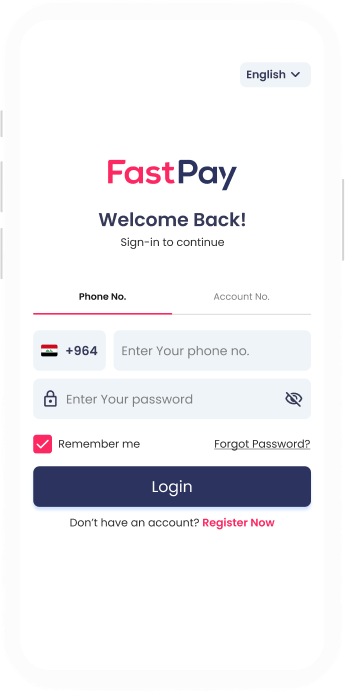 English
FastPay
Welcome Back!
Sign-in to continue
Phone No. Account No.
+964 Enter Your phone no.
Enter Your password
Remember me Forgot Password?
Login
Don't have an account? Register Now